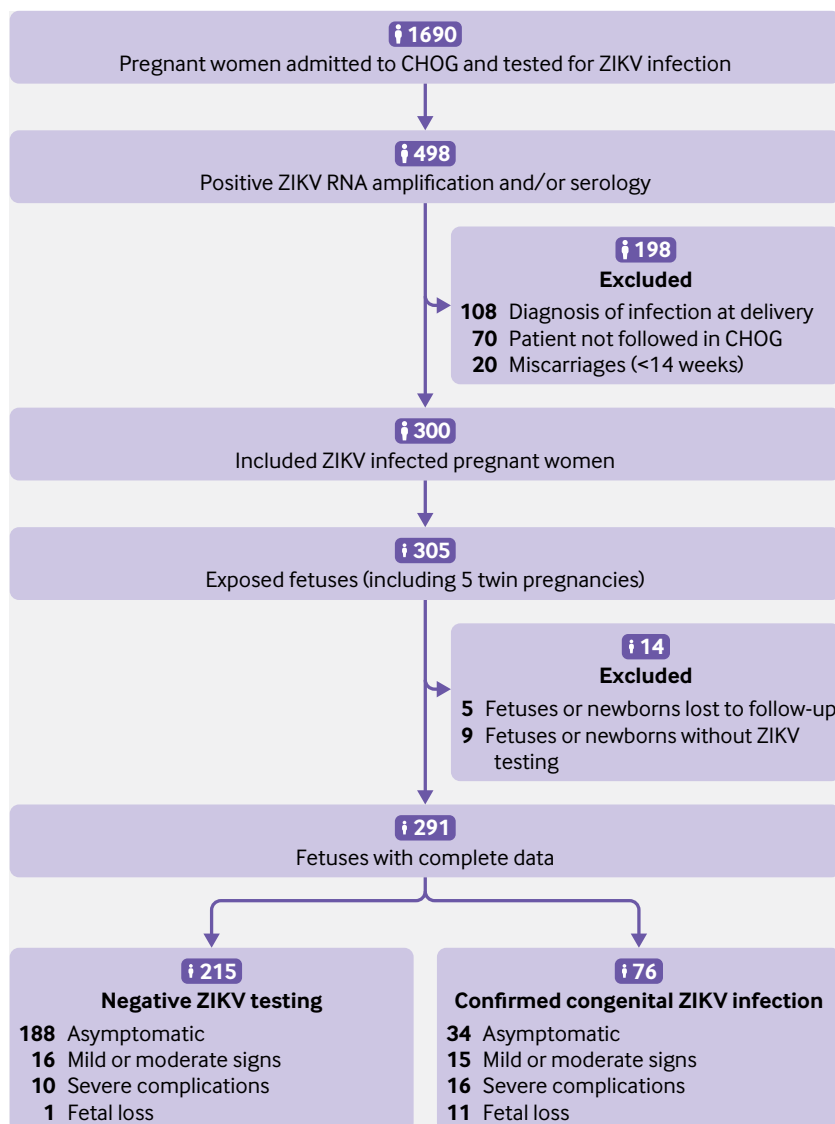 1690
Pregnant women admitted to CHOG and tested for ZIKV infection
498
Positive ZIKV RNA amplification and/or serology
198
Excluded
108 Diagnosis of infection at delivery
70 Patient not followed in CHOG
20 Miscarriages (<14 weeks)
300
Included ZIKV infected pregnant women
305
Exposed fetuses (including 5 twin pregnancies)
14
Excluded
5 Fetuses or newborns lost to follow-up
9 Fetuses or newborns without ZIKV
testing
291
Fetuses with complete data
215
Negative ZIKV testing
188 Asymptomatic
16 Mild or moderate signs
10 Severe complications
1 Fetal loss
76
Confirmed congenital ZIKV infection
34 Asymptomatic
15 Mild or moderate signs
16 Severe complications
11 Fetal loss